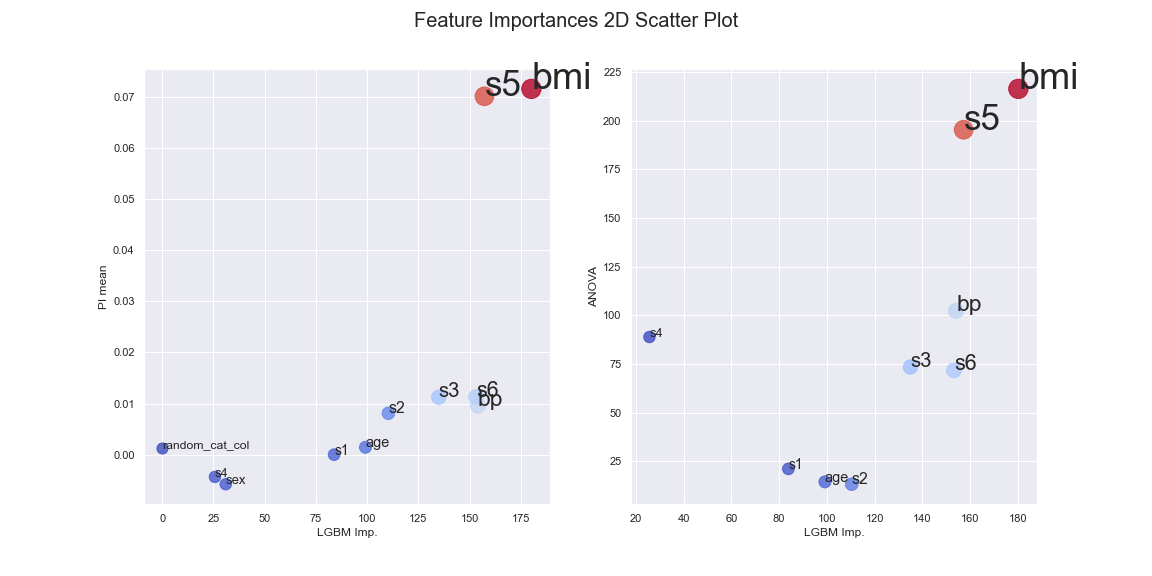 Feature Importances 2D Scatter Plot
PI mean
0.07
0.06
0.05
0.04
0.03
0.02
0.01
0.00
s5
bmi
s3
s6
bp
s2
age
s1
random_cat_col
s4
sex
0
25
50
75
100
125
150
175
LGBM Imp.
ANOVA
225
200
175
150
125
100
75
50
25
bmi
s5
bp
s4
s3
s6
s1
age
s2
20
40
60
80
100
120
140
160
180
LGBM Imp.